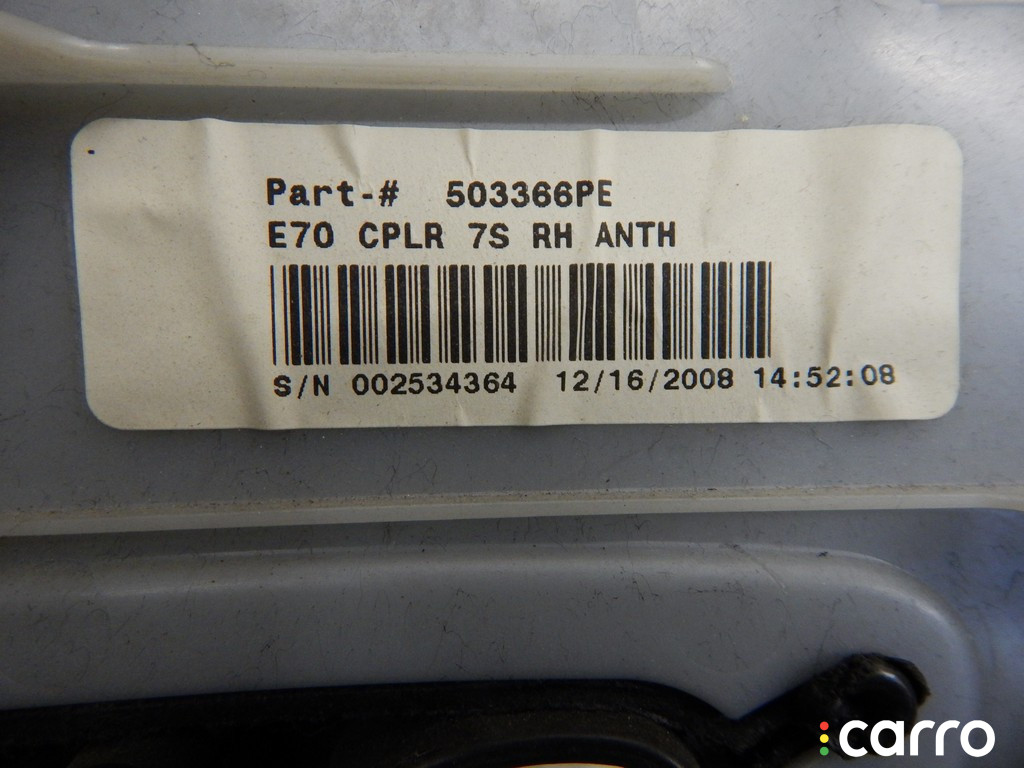 Part-# 503366PE
E70 CPLR 7S RH ANTH
S/N 002534364 12/16/2008 14:52:08
carro